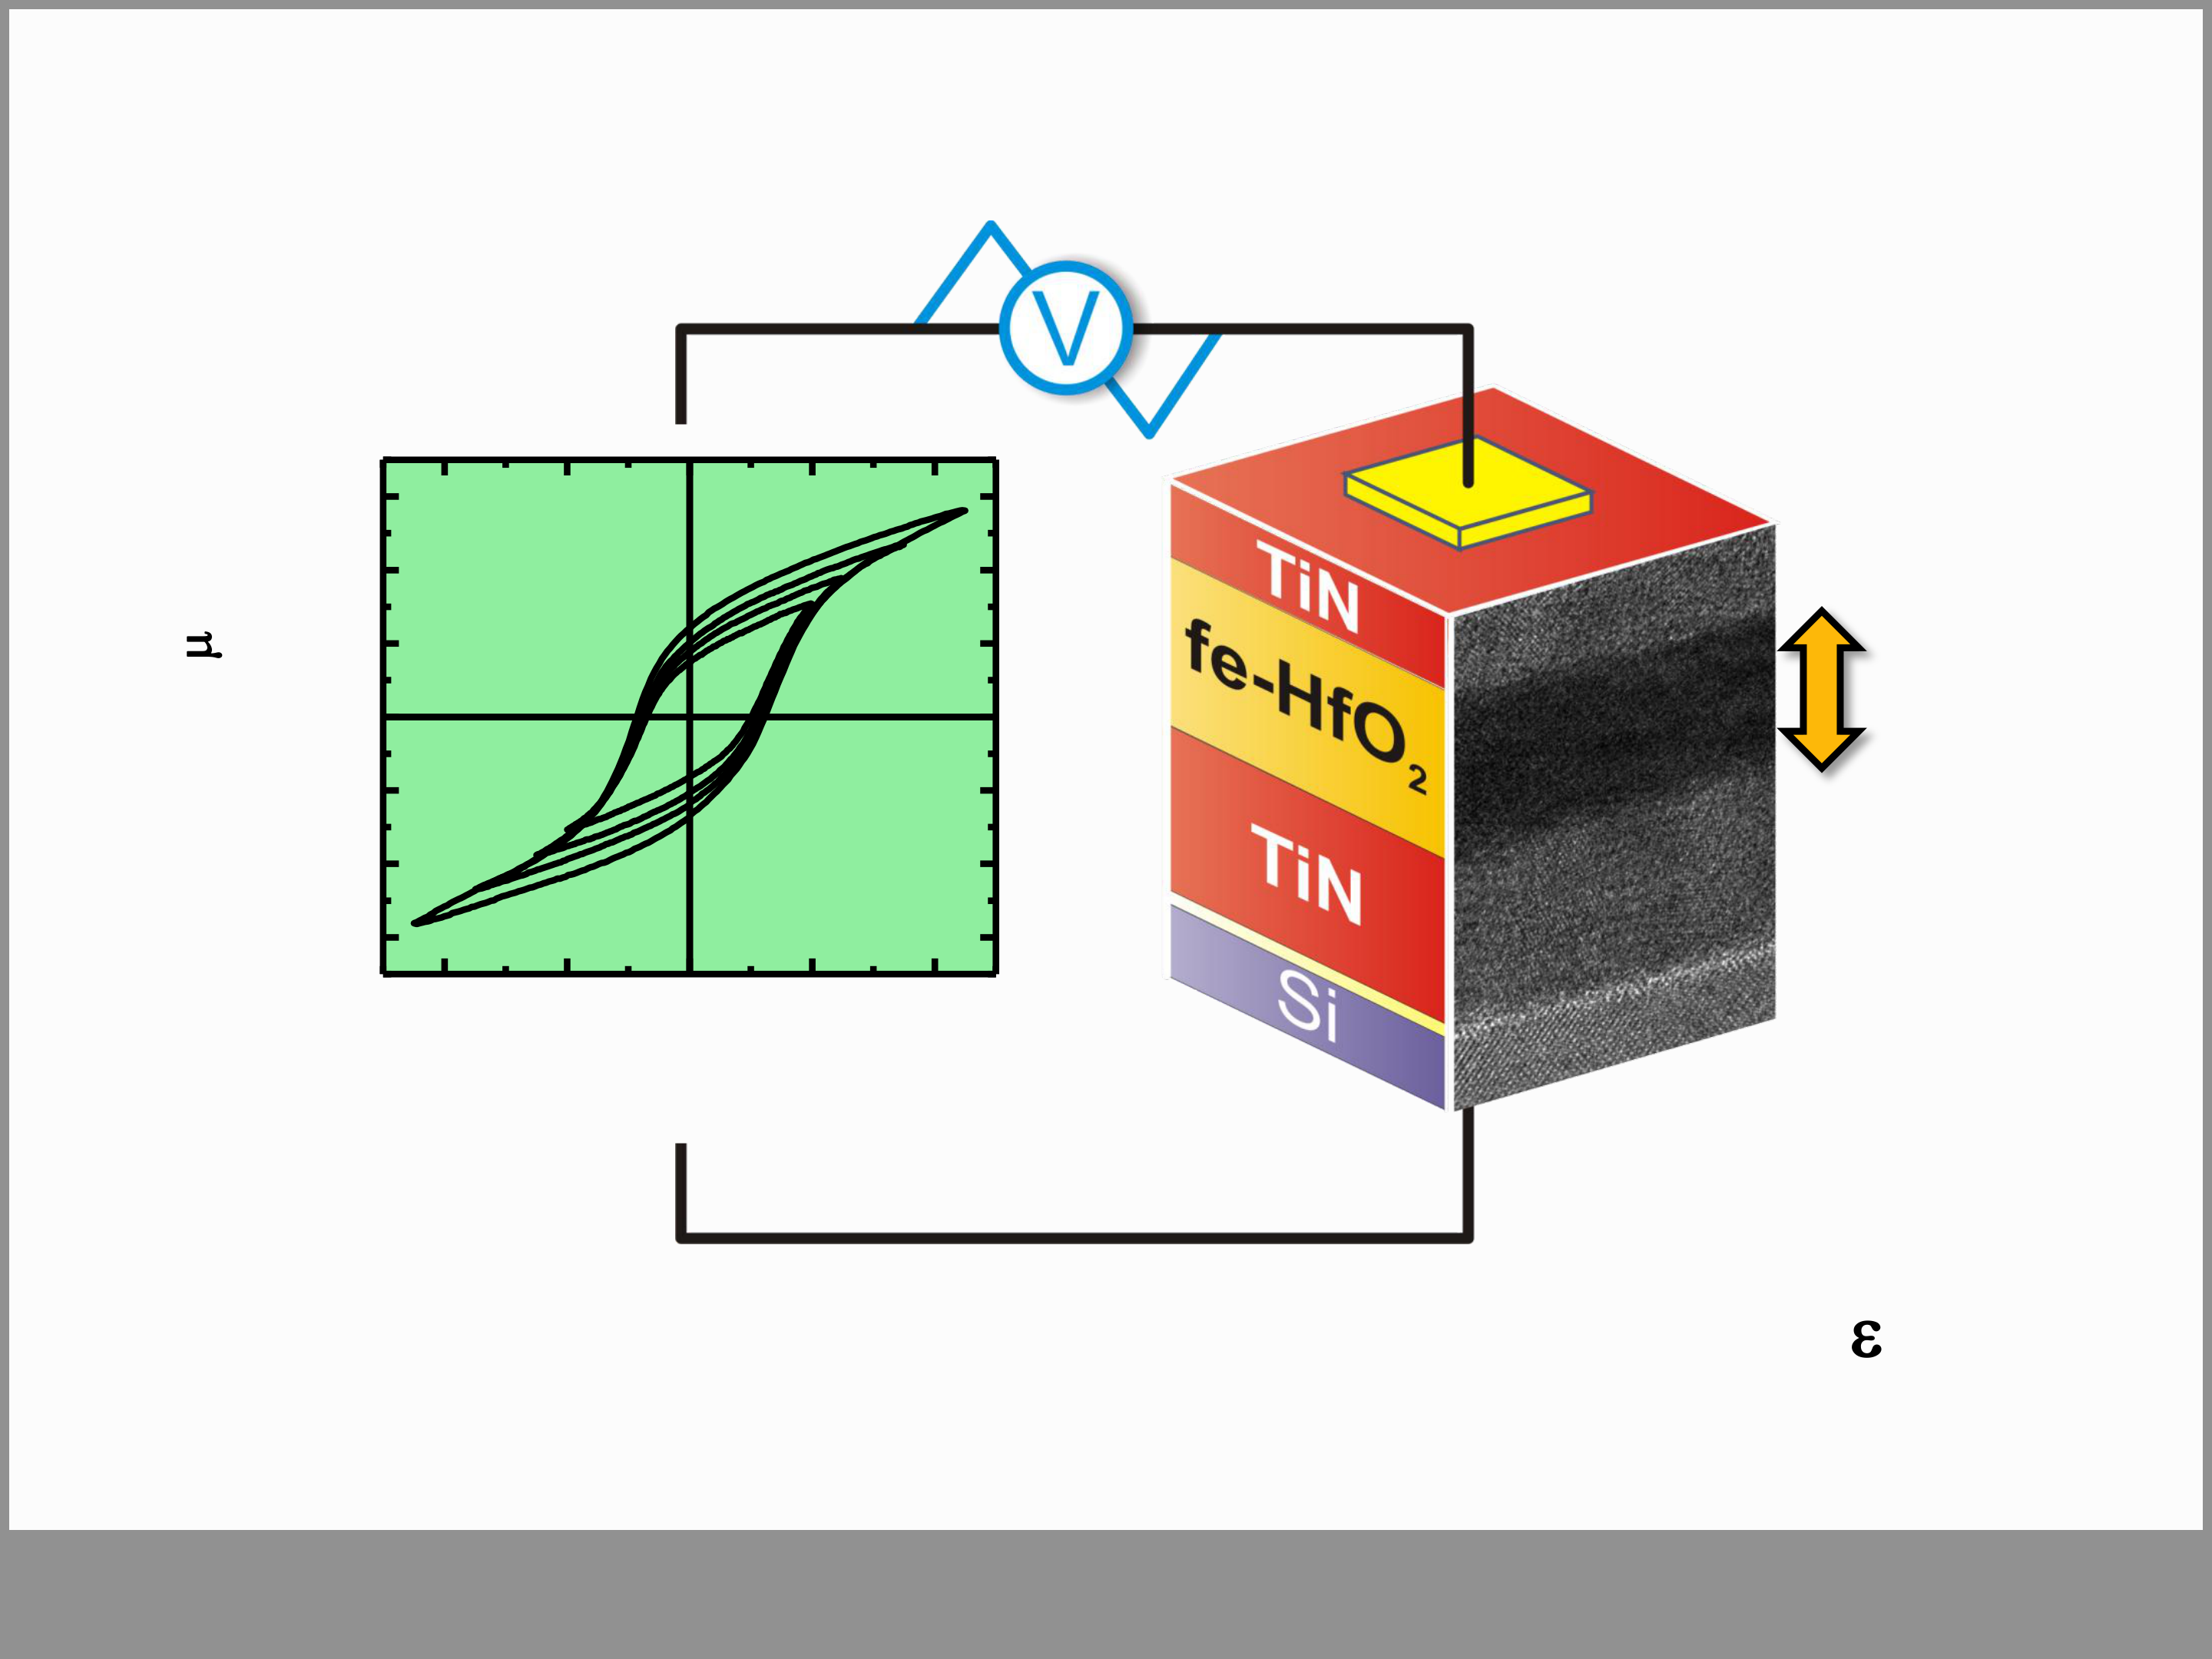 V
TiN
fe-HfO₂
TiN
Si
μ
ε